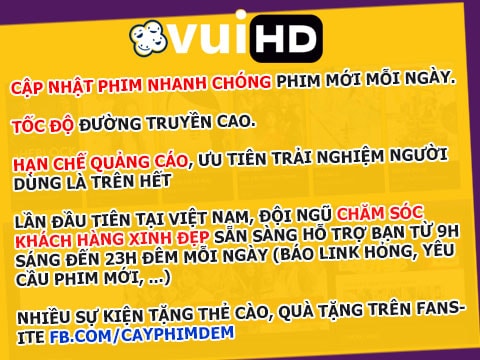 vuiHD
CẬP NHẬT PHIM NHANH CHÓNG PHIM MỚI MỖI NGÀY.
TỐC ĐỘ ĐƯỜNG TRUYỀN CAO.
HẠN CHẾ QUẢNG CÁO, ƯU TIÊN TRẢI NGHIỆM NGƯỜI
DÙNG LÀ TRÊN HẾT
LẦN ĐẦU TIÊN TẠI VIỆT NAM, ĐỘI NGŨ CHĂM SÓC
KHÁCH HÀNG XINH ĐẸP SẴN SÀNG HỖ TRỢ BẠN TỪ 9H
SÁNG ĐẾN 23H ĐÊM MỖI NGÀY (BÁO LINK HỎNG, YÊU
CẦU PHIM MỚI, ...)
NHIỀU SỰ KIỆN TẶNG THẺ CÀO, QUÀ TẶNG TRÊN FANS-
ITE FB.COM/CAYPHIMDEM